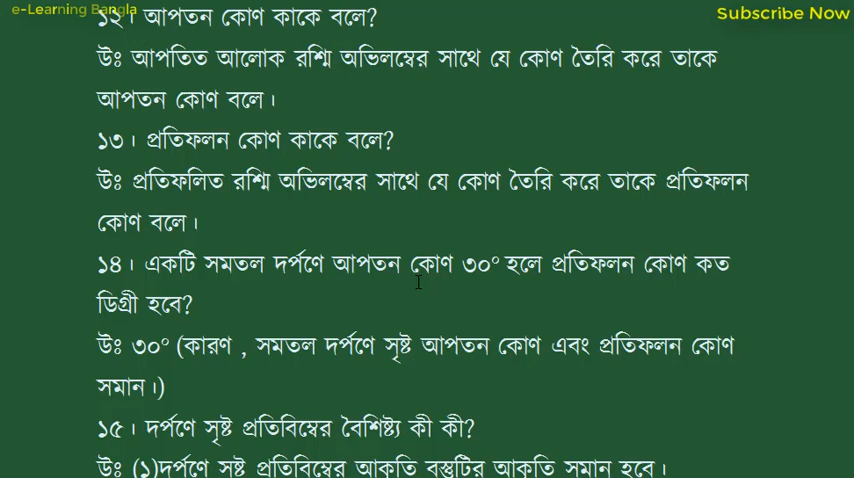 e-Learning Bangla
Subscribe Now
১২। আপতন কোণ কাকে বলে?
উঃ আপতিত আলোক রশ্মি অভিলম্বের সাথে যে কোণ তৈরি করে তাকে
আপতন কোণ বলে।
১৩। প্রতিফলন কোণ কাকে বলে?
উঃ প্রতিফলিত রশ্মি অভিলম্বের সাথে যে কোণ তৈরি করে তাকে প্রতিফলন
কোণ বলে।
১৪। একটি সমতল দর্পণে আপতন কোণ ৩০° হলে প্রতিফলন কোণ কত
ডিগ্রী হবে?
উঃ ৩০° (কারণ , সমতল দর্পণে সৃষ্ট আপতন কোণ এবং প্রতিফলন কোণ
সমান।)
১৫। দর্পণে সৃষ্ট প্রতিবিম্বের বৈশিষ্ট্য কী কী?
উঃ (১)দর্পণে সৃষ্ট প্রতিবিম্বের আকৃতি বস্তুটির আকৃতি সমান হবে।